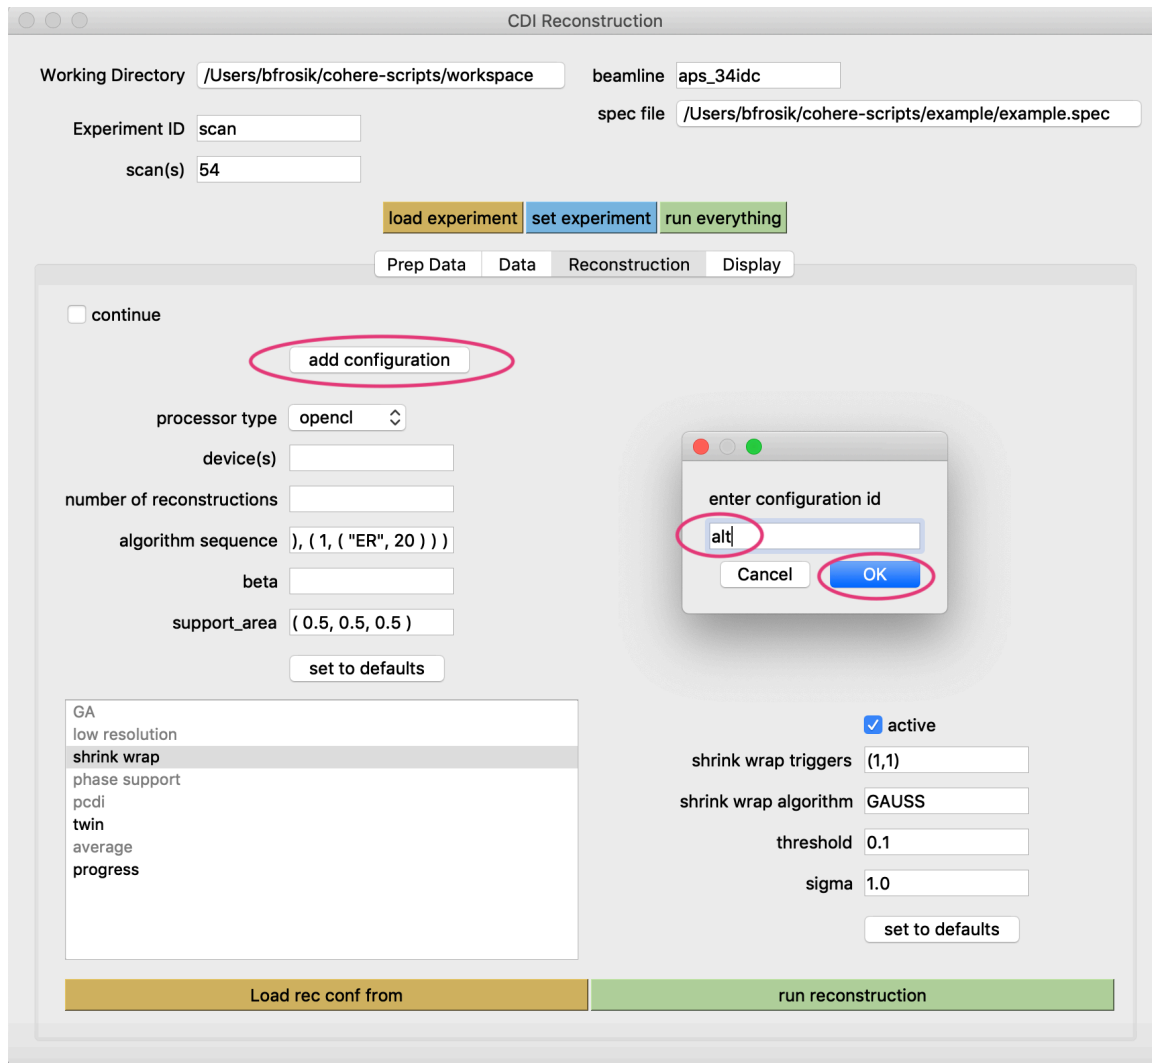 CDI Reconstruction
Working Directory /Users/bfrosik/cohere-scripts/workspace
beamline aps_34idc
Experiment ID scan
spec file /Users/bfrosik/cohere-scripts/example/example.spec
scan(s) 54
load experiment set experiment run everything
Prep Data Data Reconstruction Display
continue
add configuration
processor type opencl
device(s)
number of reconstructions
algorithm sequence ), ( 1, ( "ER", 20 ) ) )
beta
support_area ( 0.5, 0.5, 0.5 )
set to defaults
enter configuration id
alt
Cancel OK
GA
low resolution
shrink wrap
phase support
pcdi
twin
average
progress
active
shrink wrap triggers (1,1)
shrink wrap algorithm GAUSS
threshold 0.1
sigma 1.0
set to defaults
Load rec conf from run reconstruction